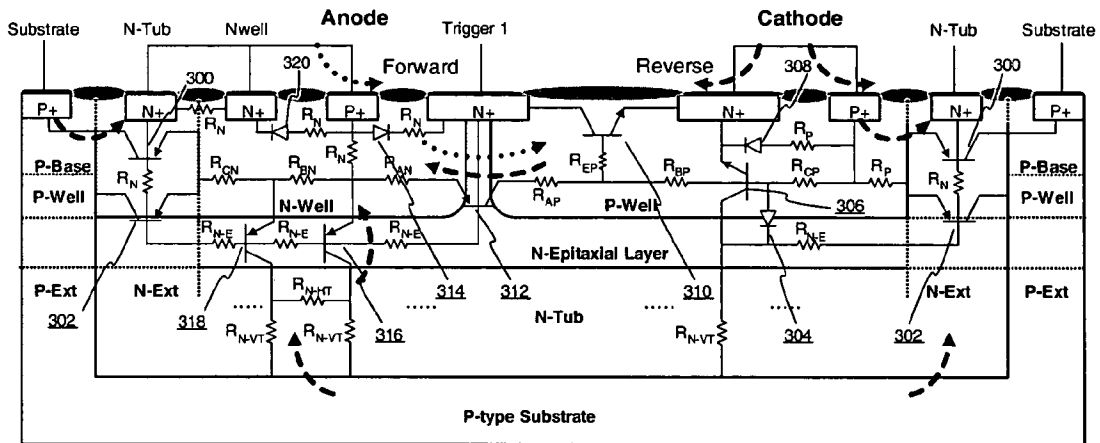 Anode
Cathode
Substrate
N-Tub
Nwell
Trigger 1
N-Tub
Substrate
300
320
Forward
Reverse
308
300
P+
N+
N+
P+
N+
N+
P+
N+
P+
R_N
R_N
R_N
R_P
P-Base
P-Well
R_N
R_N
R_CN
R_BN
R_AN
N-Well
R_EP
R_AP
R_BP
R_CP
R_P
P-Well
306
R_N
P-Base
P-Well
R_N-E
R_N-E
R_N-E
N-Epitaxial Layer
R_N-E
P-Ext
N-Ext
R_N-HT
314
312
310
N-Ext
P-Ext
302
318
316
N-Tub
304
302
R_N-VT
R_N-VT
R_N-VT
P-type Substrate